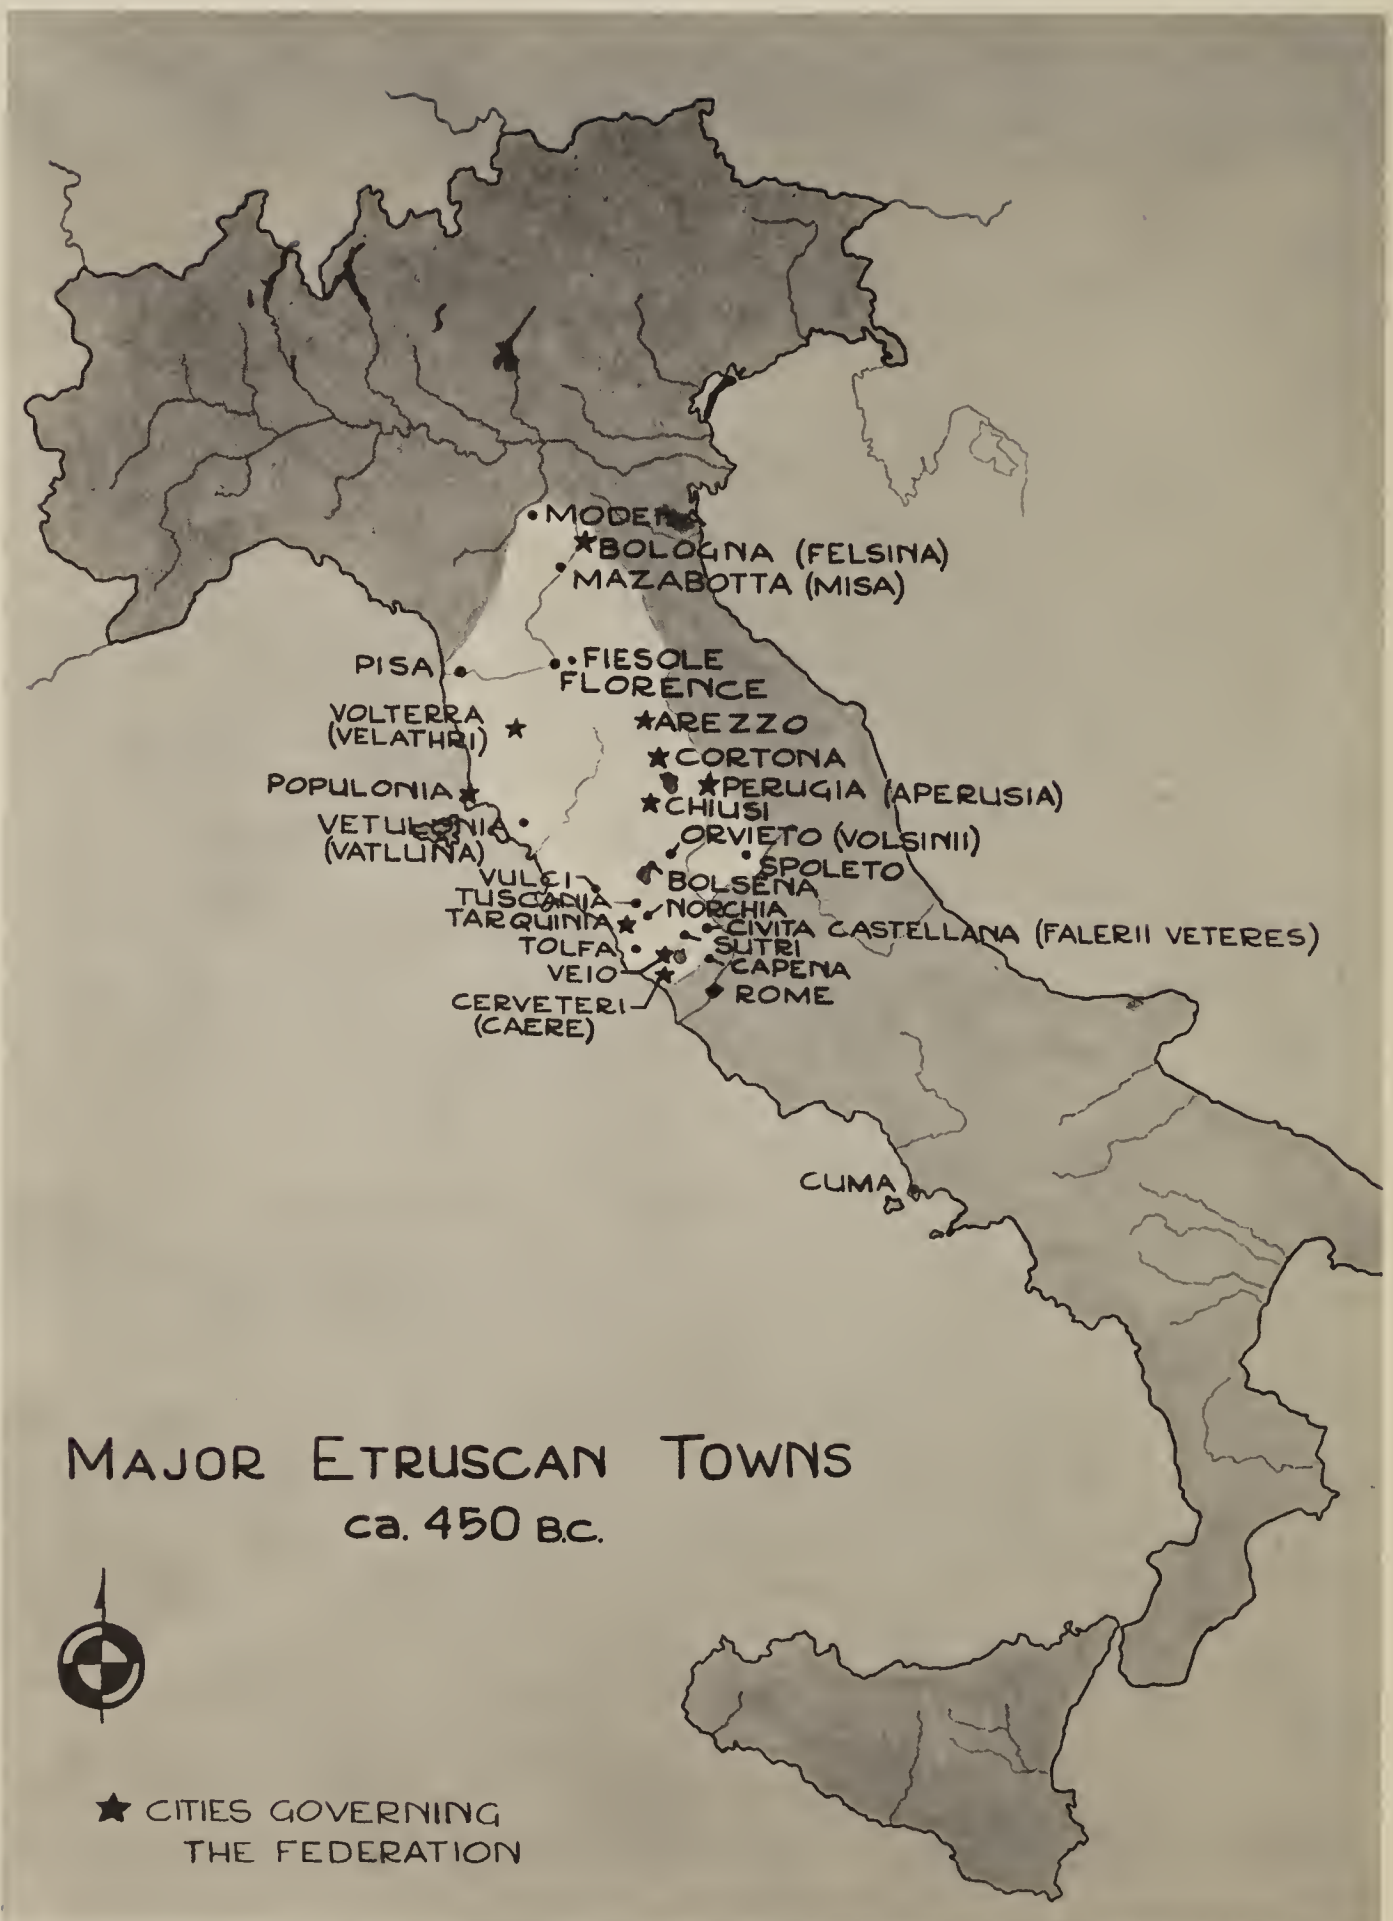 MODENA
BOLOGNA (FELSINA)
MAZABOTTA (MISA)
PISA
FIESOLE
FLORENCE
VOLTERRA
(VELATHRI)
AREZZO
CORTONA
POPULONIA
PERUGIA (APERUSIA)
CHIUSI
VETULONIA
(VATLUNA)
ORVIETO (VOLSINII)
SPOLETO
VULCI
BOLSENA
TUSCANIA
NORCHIA
TARQUINIA
CIVITA CASTELLANA (FALERII VETERES)
TOLFA
SUTRI
VEIO
CAPENA
CERVETERI
(CAERE)
ROME
CUMA
MAJOR ETRUSCAN TOWNS
ca. 450 B.C.
★ CITIES GOVERNING
THE FEDERATION